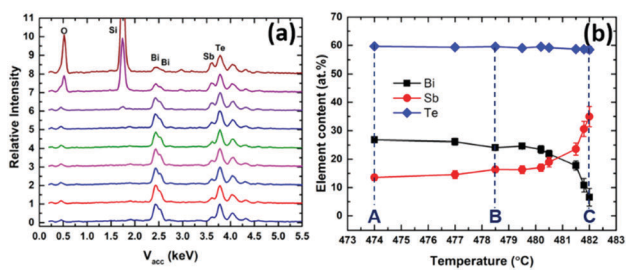 (a)
O
Si
Bi
Bi
Sb
Te
11
10
9
8
7
6
5
4
3
2
1
0
Relative Intensity
0.0 0.5 1.0 1.5 2.0 2.5 3.0 3.5 4.0 4.5 5.0 5.5
Vacc (keV)
(b)
80
70
60
50
40
30
20
10
0
Element content (at.%)
Bi
Sb
Te
A
B
C
473 474 475 476 477 478 479 480 481 482 483
Temperature (°C)